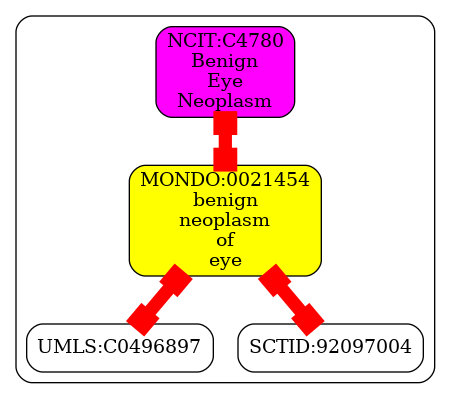 NCIT:C4780
Benign
Eye
Neoplasm
MONDO:0021454
benign
neoplasm
of
eye
UMLS:C0496897
SCTID:92097004